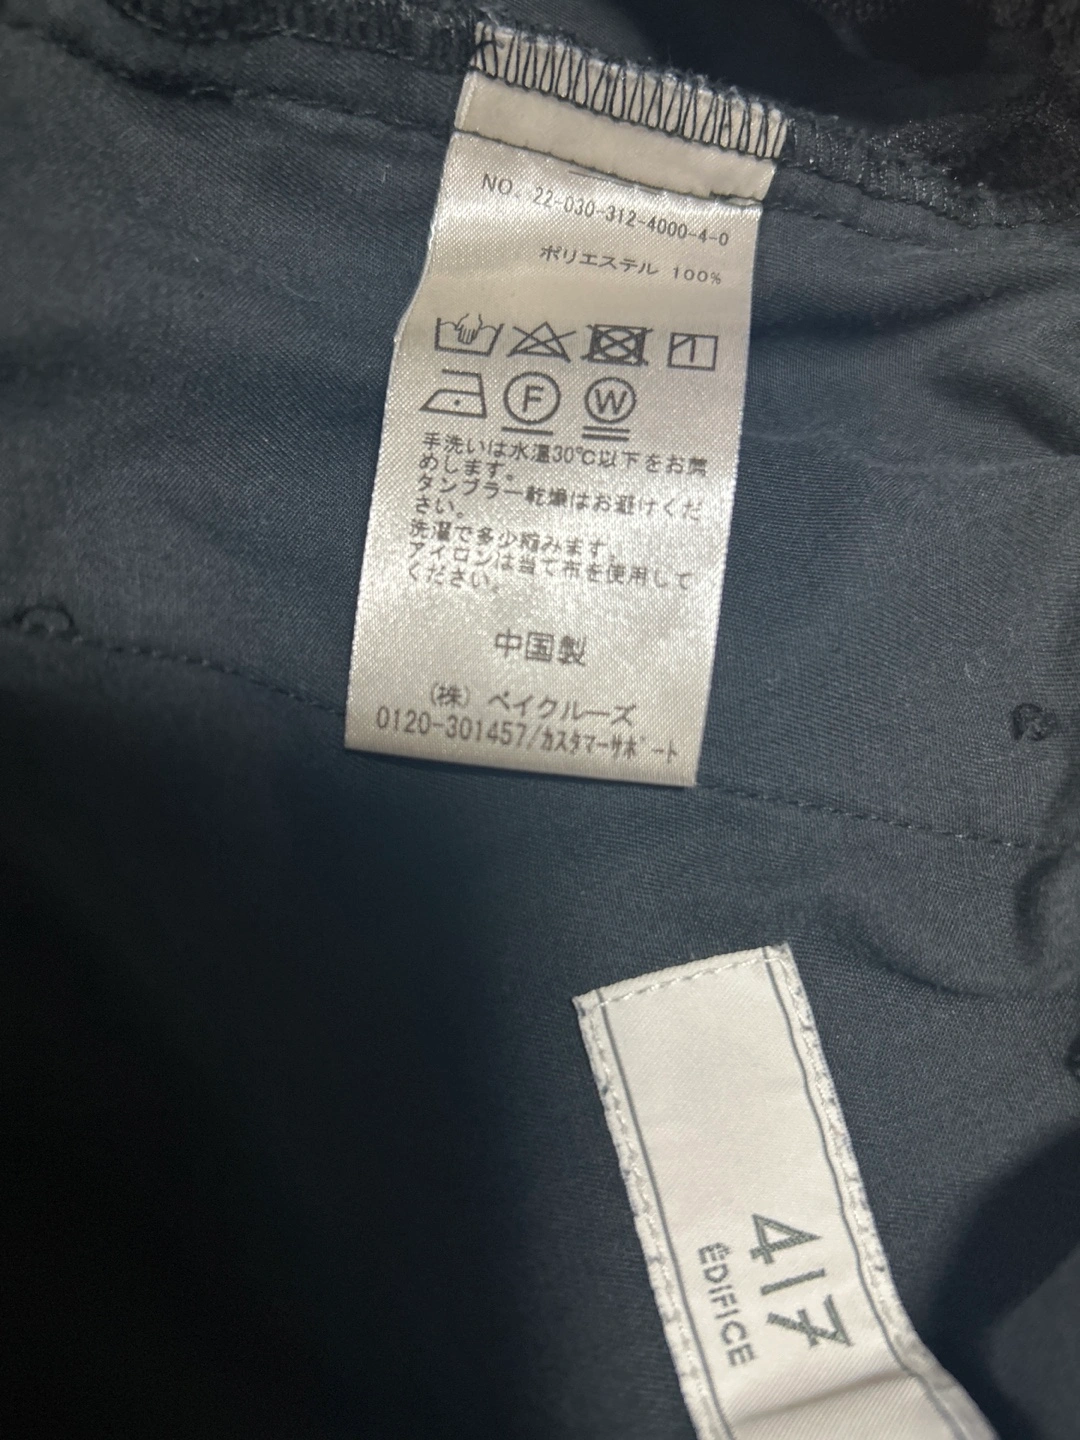 NO. 22-030-312-4000-4-0
ポリエステル 100%
F W
手洗いは水温30℃以下をお薦
めします。
タンブラー乾燥はお避けくだ
さい。
洗濯で多少縮みます。
アイロンは当て布を使用して
ください。
中国製
(株) ベイクルーズ
0120-301457/カスタマーサポート
417
ÉDIFICE